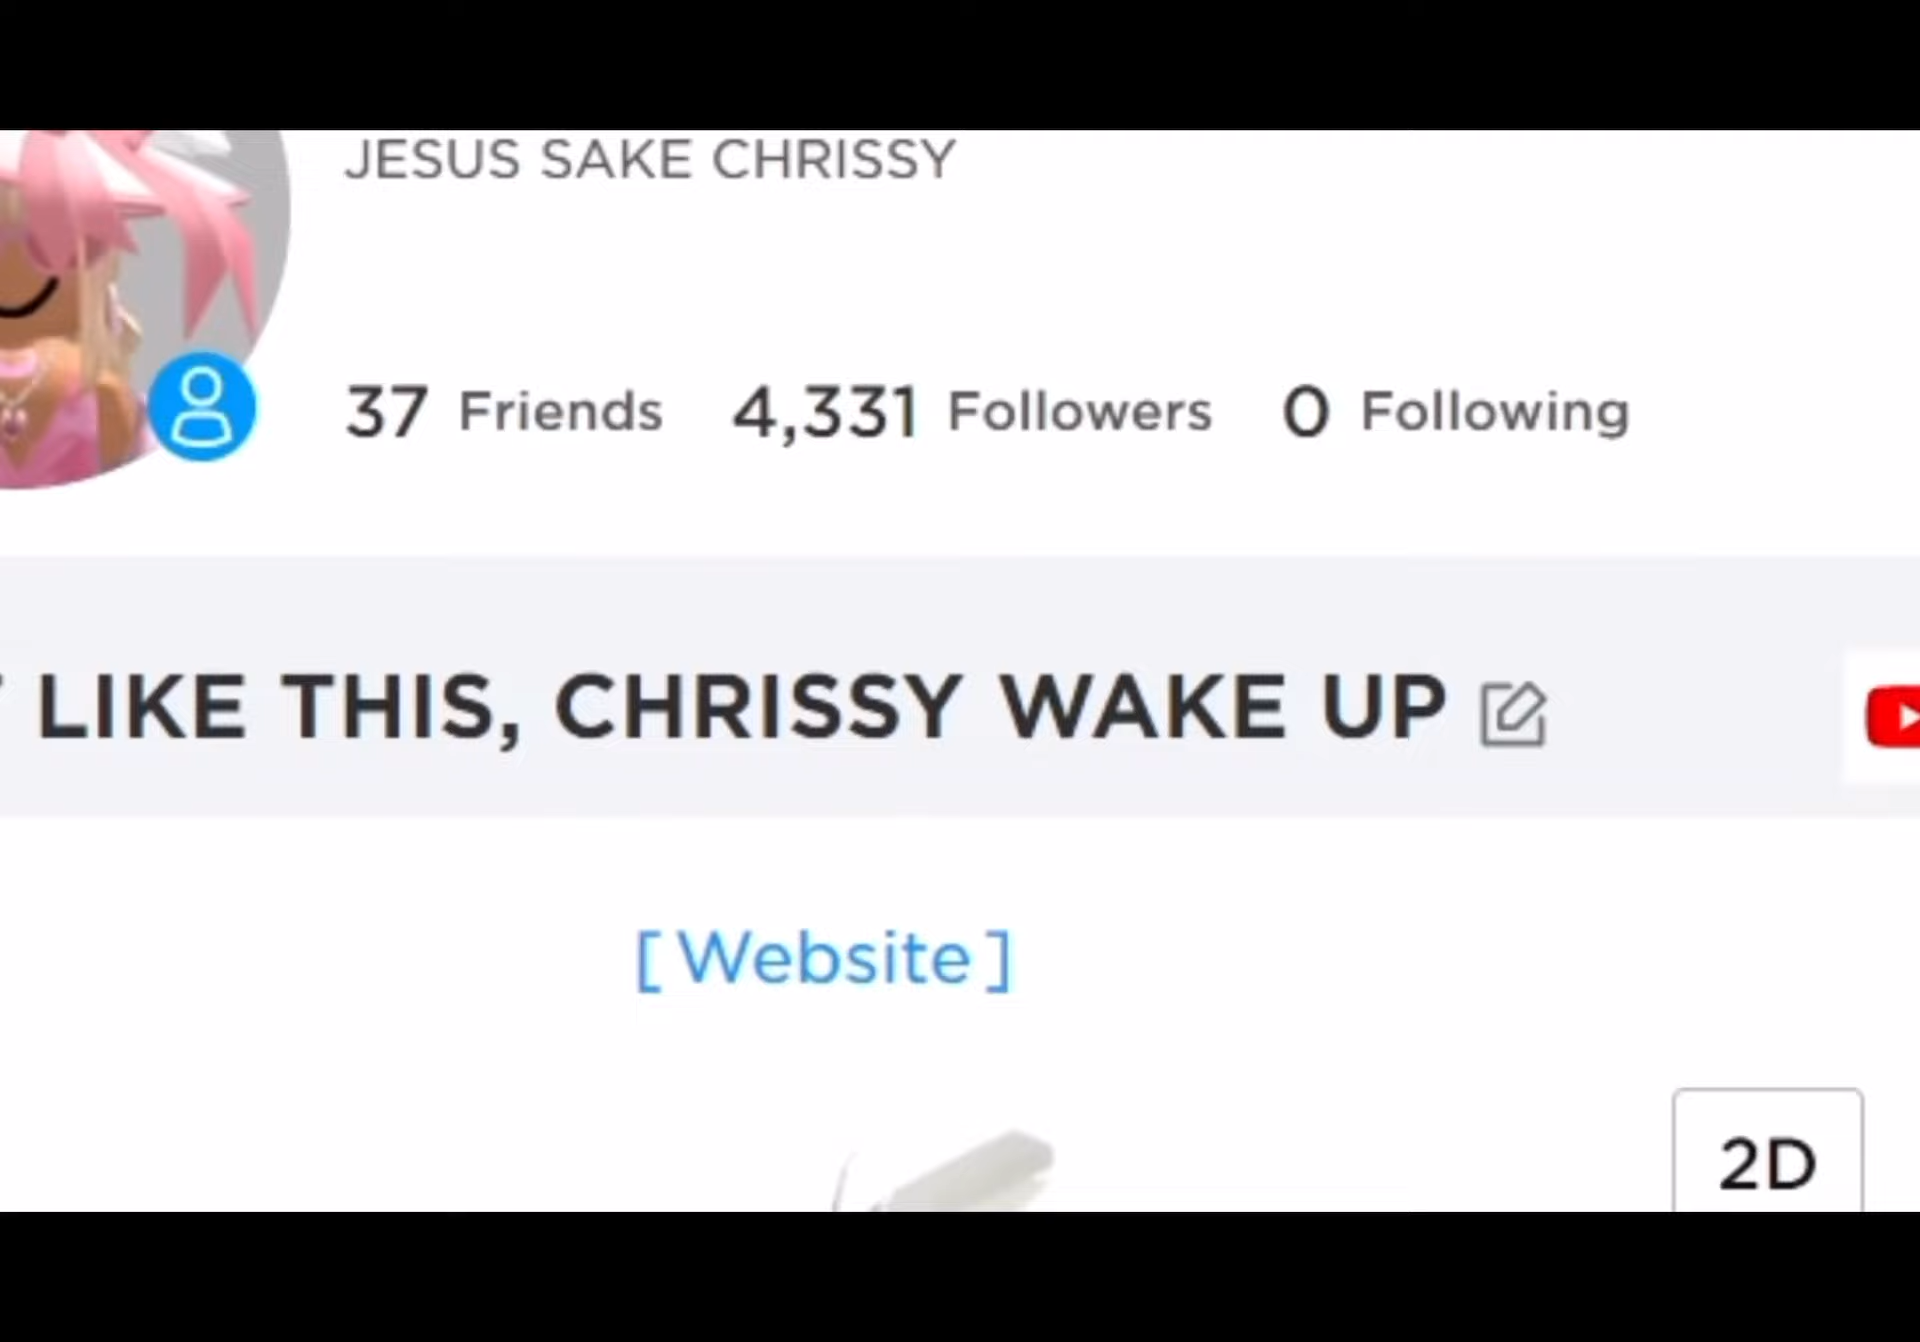 JESUS SAKE CHRISSY
37 Friends 4,331 Followers 0 Following
LIKE THIS, CHRISSY WAKE UP
[ Website ]
2D